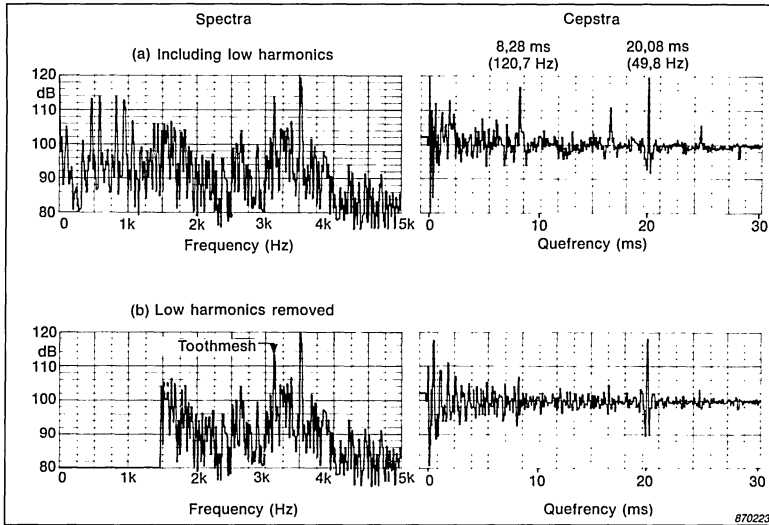 Spectra
Cepstra
(a) Including low harmonics
8,28 ms
(120,7 Hz)
20,08 ms
(49,8 Hz)
120
dB
110
100
90
80
0 1k 2k 3k 4k 5k
Frequency (Hz)
0 10 20 30
Quefrency (ms)
(b) Low harmonics removed
120
dB
Toothmesh
110
100
90
80
0 1k 2k 3k 4k 5k
Frequency (Hz)
0 10 20 30
Quefrency (ms)
870223